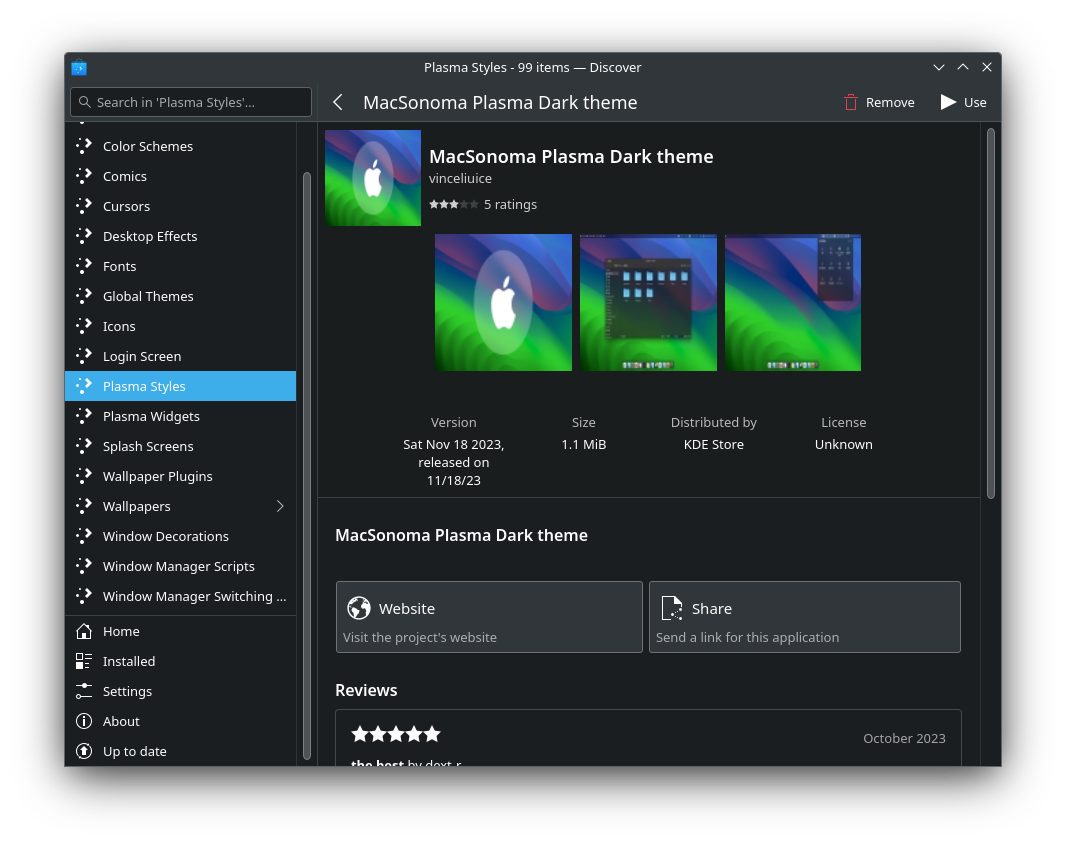 Plasma Styles - 99 items — Discover
Search in 'Plasma Styles'...
MacSonoma Plasma Dark theme
Remove
Use
Color Schemes
Comics
Cursors
Desktop Effects
Fonts
Global Themes
Icons
Login Screen
Plasma Styles
Plasma Widgets
Splash Screens
Wallpaper Plugins
Wallpapers
Window Decorations
Window Manager Scripts
Window Manager Switching ...
Home
Installed
Settings
About
Up to date
MacSonoma Plasma Dark theme
vinceliuice
5 ratings
Version
Sat Nov 18 2023,
released on
11/18/23
Size
1.1 MiB
Distributed by
KDE Store
License
Unknown
MacSonoma Plasma Dark theme
Website
Visit the project's website
Share
Send a link for this application
Reviews
October 2023
the best by dext-r